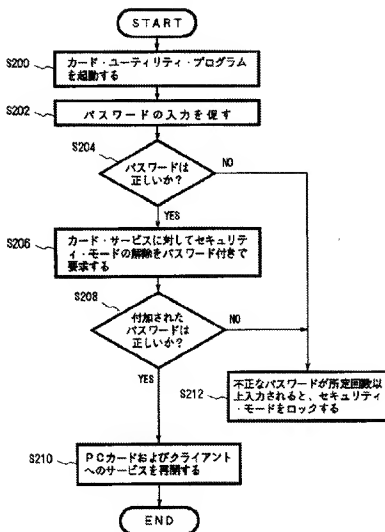 START
S200
カード・ユーティリティ・プログラム
を起動する
S202
パスワードの入力を促す
S204
パスワードは
正しいか？
NO
YES
S206
カード・サービスに対してセキュリ
ティ・モードの解除をパスワード付きで
要求する
S208
付加された
パスワードは
正しいか？
NO
YES
S212
不正なパスワードが所定回数以
上入力されると、セキュリティ・
モードをロックする
S210
PCカードおよびクライアント
へのサービスを再開する
END